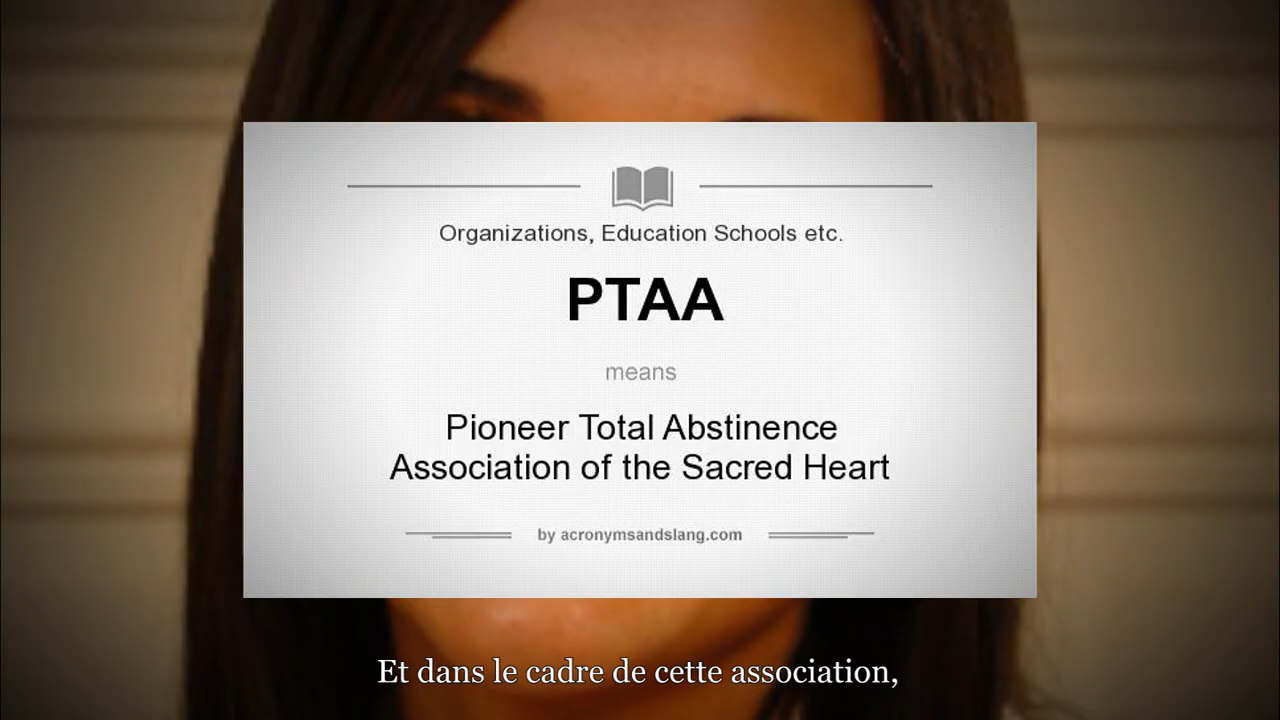 Organizations, Education Schools etc.
PTAA
means
Pioneer Total Abstinence
Association of the Sacred Heart
by acronymsandslang.com
Et dans le cadre de cette association,